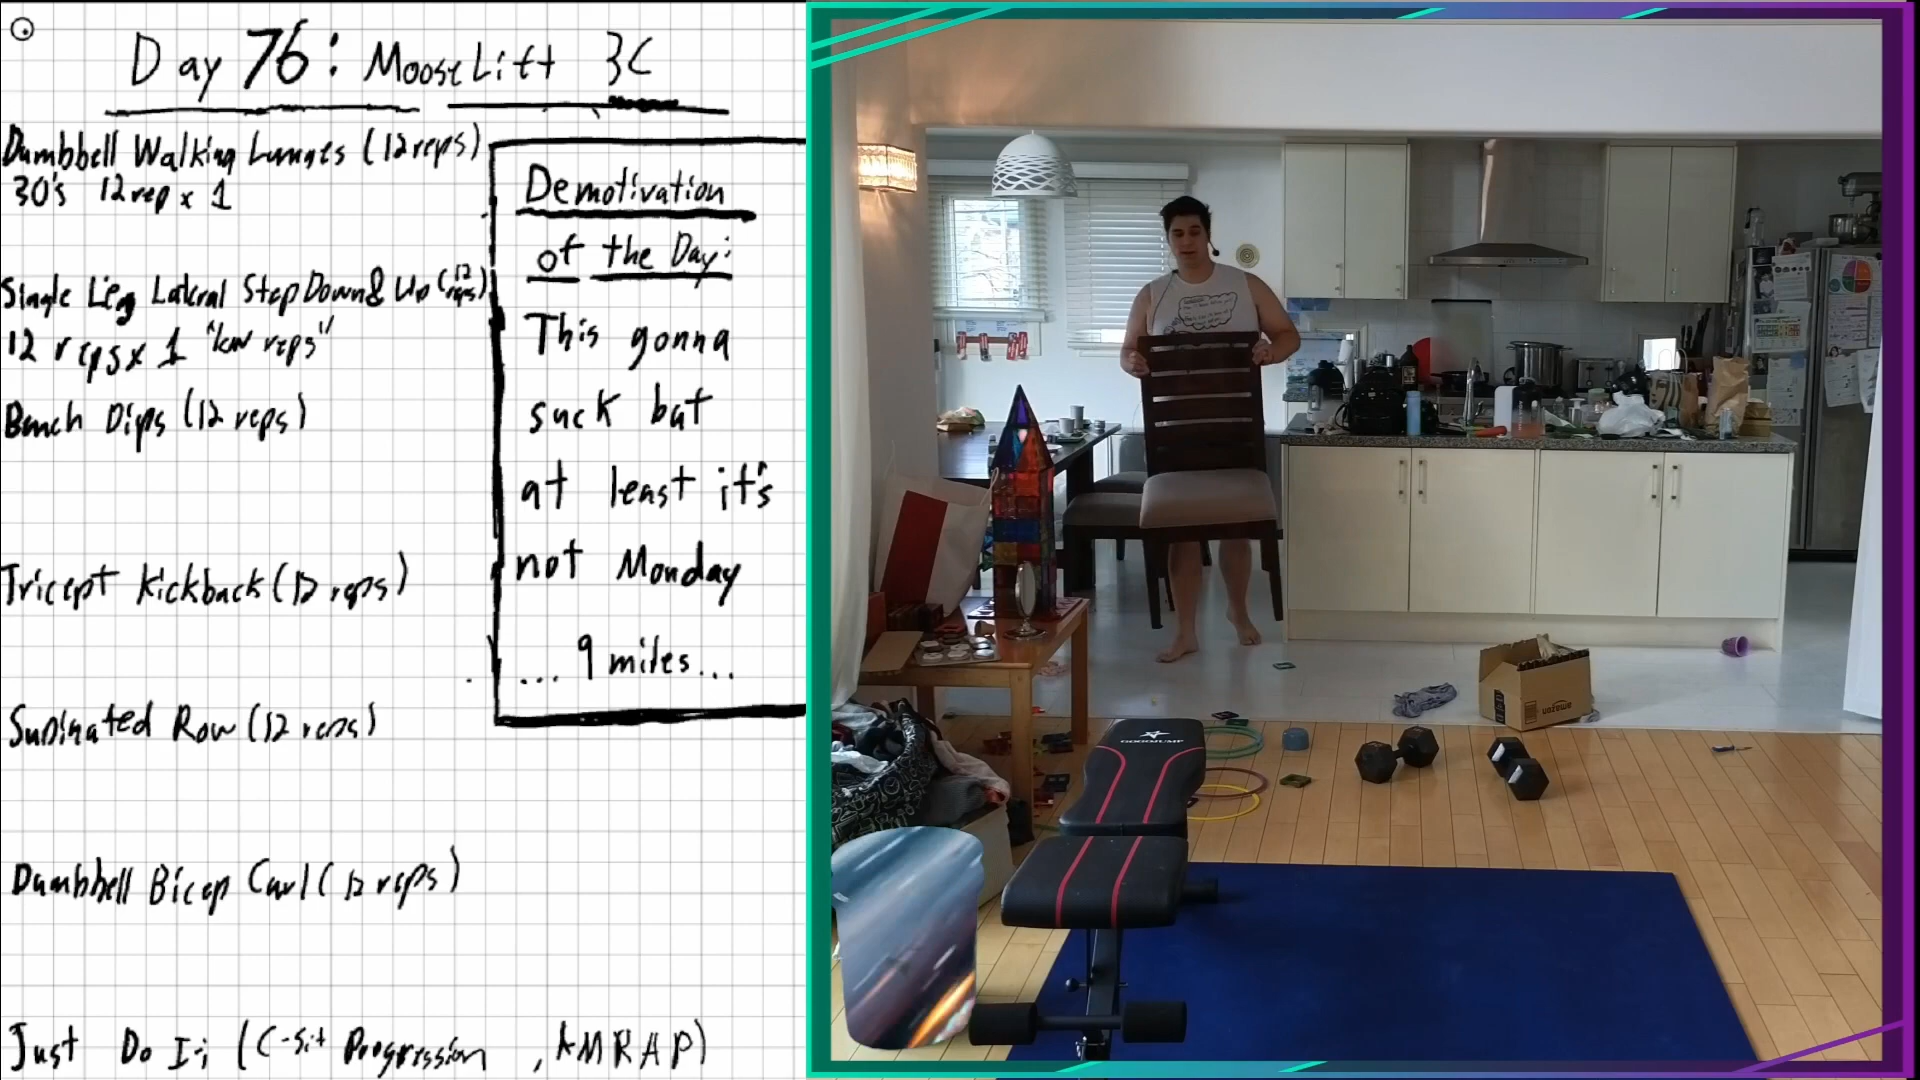 Day 76: MooseLift 3C
Dumbbell Walking Lunges (12 reps)
30's 12 rep x 1
Single Leg Lateral Step Down & Up (12 reps)
12 reps x 1 "low reps"
Bench Dips (12 reps)
Tricept Kickback (12 reps)
Supinated Row (12 reps)
Dumbbell Bicep Curl (12 reps)
Just Do It (C-sit Progression, AMRAP)
Demotivation
of the Day:
This gonna
suck but
at least it's
not Monday
... 9 miles...
amazon